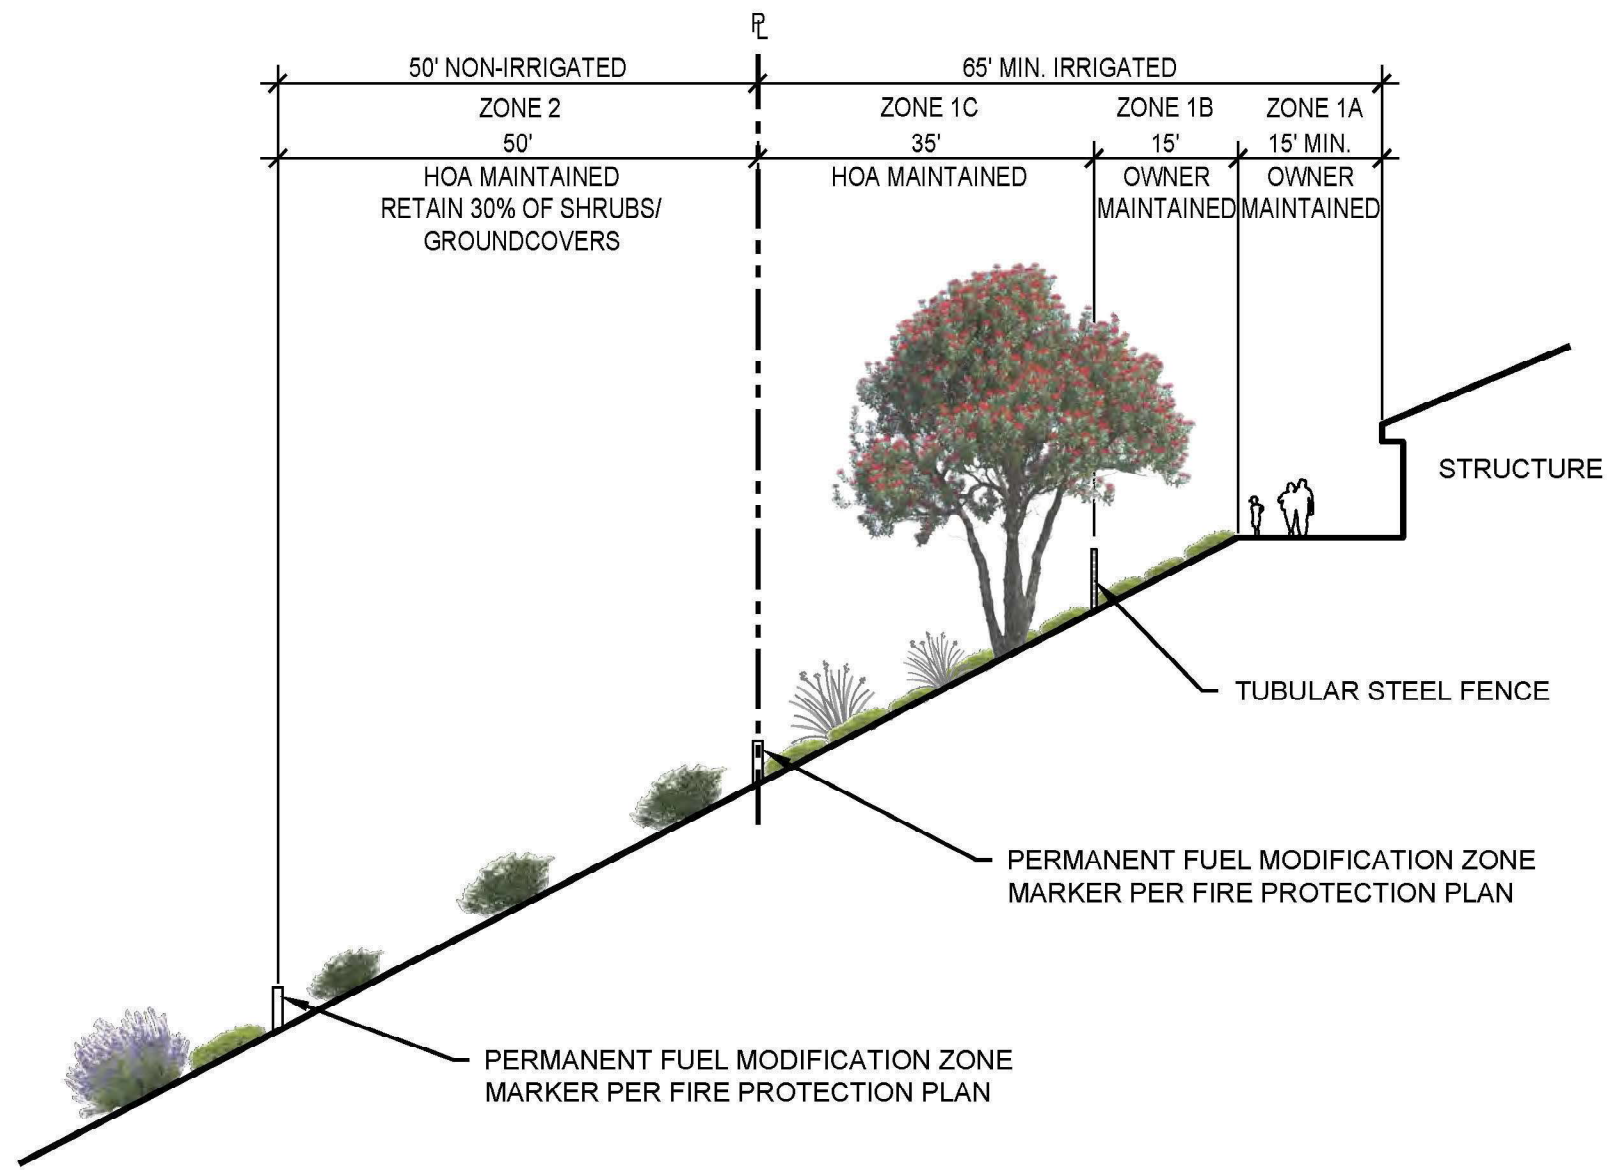 PL
50' NON-IRRIGATED
65' MIN. IRRIGATED
ZONE 2
ZONE 1C
ZONE 1B
ZONE 1A
50'
35'
15'
15' MIN.
HOA MAINTAINED
RETAIN 30% OF SHRUBS/
GROUNDCOVERS
HOA MAINTAINED
OWNER
MAINTAINED
OWNER
MAINTAINED
STRUCTURE
TUBULAR STEEL FENCE
PERMANENT FUEL MODIFICATION ZONE
MARKER PER FIRE PROTECTION PLAN
PERMANENT FUEL MODIFICATION ZONE
MARKER PER FIRE PROTECTION PLAN